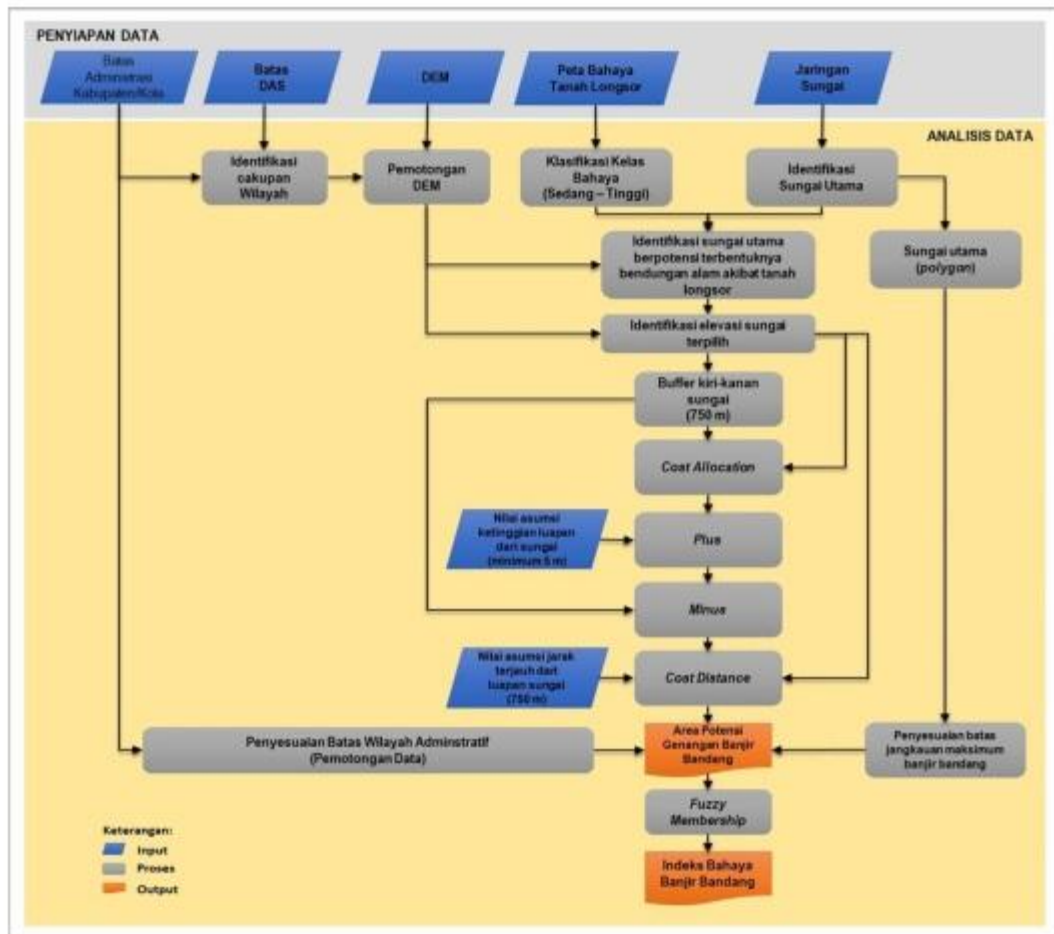 PENYIAPAN DATA
Batas
Administrasi
Kabupaten/Kota
Batas
DAS
DEM
Peta Bahaya
Tanah Longsor
Jaringan
Sungai
ANALISIS DATA
Identifikasi
cakupan
Wilayah
Pemotongan
DEM
Klasifikasi Kelas
Bahaya
(Sedang – Tinggi)
Identifikasi
Sungai Utama
Identifikasi sungai utama
berpotensi terbentuknya
bendungan alam akibat tanah
longsor
Sungai utama
(polygon)
Identifikasi elevasi sungai
terpilih
Buffer kiri-kanan
sungai
(750 m)
Cost Allocation
Nilai asumsi
ketinggian luapan
dari sungai
(minimum 5 m)
Plus
Minus
Nilai asumsi jarak
terjauh dari
luapan sungai
(750 m)
Cost Distance
Penyesualan Batas Wilayah Adminstratif
(Pemotongan Data)
Area Potensi
Genangan Banjir
Bandang
Penyesuaian batas
jangkauan maksimum
banjir bandang
Fuzzy
Membership
Indeks Bahaya
Banjir Bandang
Keterangan:
Input
Proses
Output